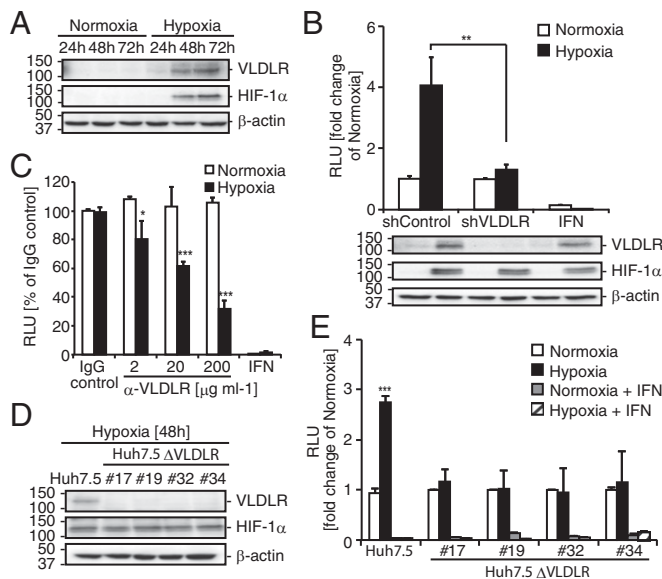 A
Normoxia Hypoxia
24h 48h 72h 24h 48h 72h
150
100
VLDLR
150
100
HIF-1α
50
37
β-actin
B
Normoxia
Hypoxia
RLU [fold change
of Normoxia]
6
4
2
0
**
shControl shVLDLR IFN
150
100
VLDLR
150
100
HIF-1α
50
37
β-actin
C
Normoxia
Hypoxia
RLU [% of IgG control]
120
100
80
60
40
20
0
*
***
***
IgG
control
2 20 200 IFN
α-VLDLR [µg ml-1]
D
Hypoxia [48h]
Huh7.5 ΔVLDLR
Huh7.5 #17 #19 #32 #34
150
100
VLDLR
150
100
HIF-1α
50
37
β-actin
E
Normoxia
Hypoxia
Normoxia + IFN
Hypoxia + IFN
RLU
[fold change of Normoxia]
4
3
2
1
0
***
Huh7.5 #17 #19 #32 #34
Huh7.5 ΔVLDLR